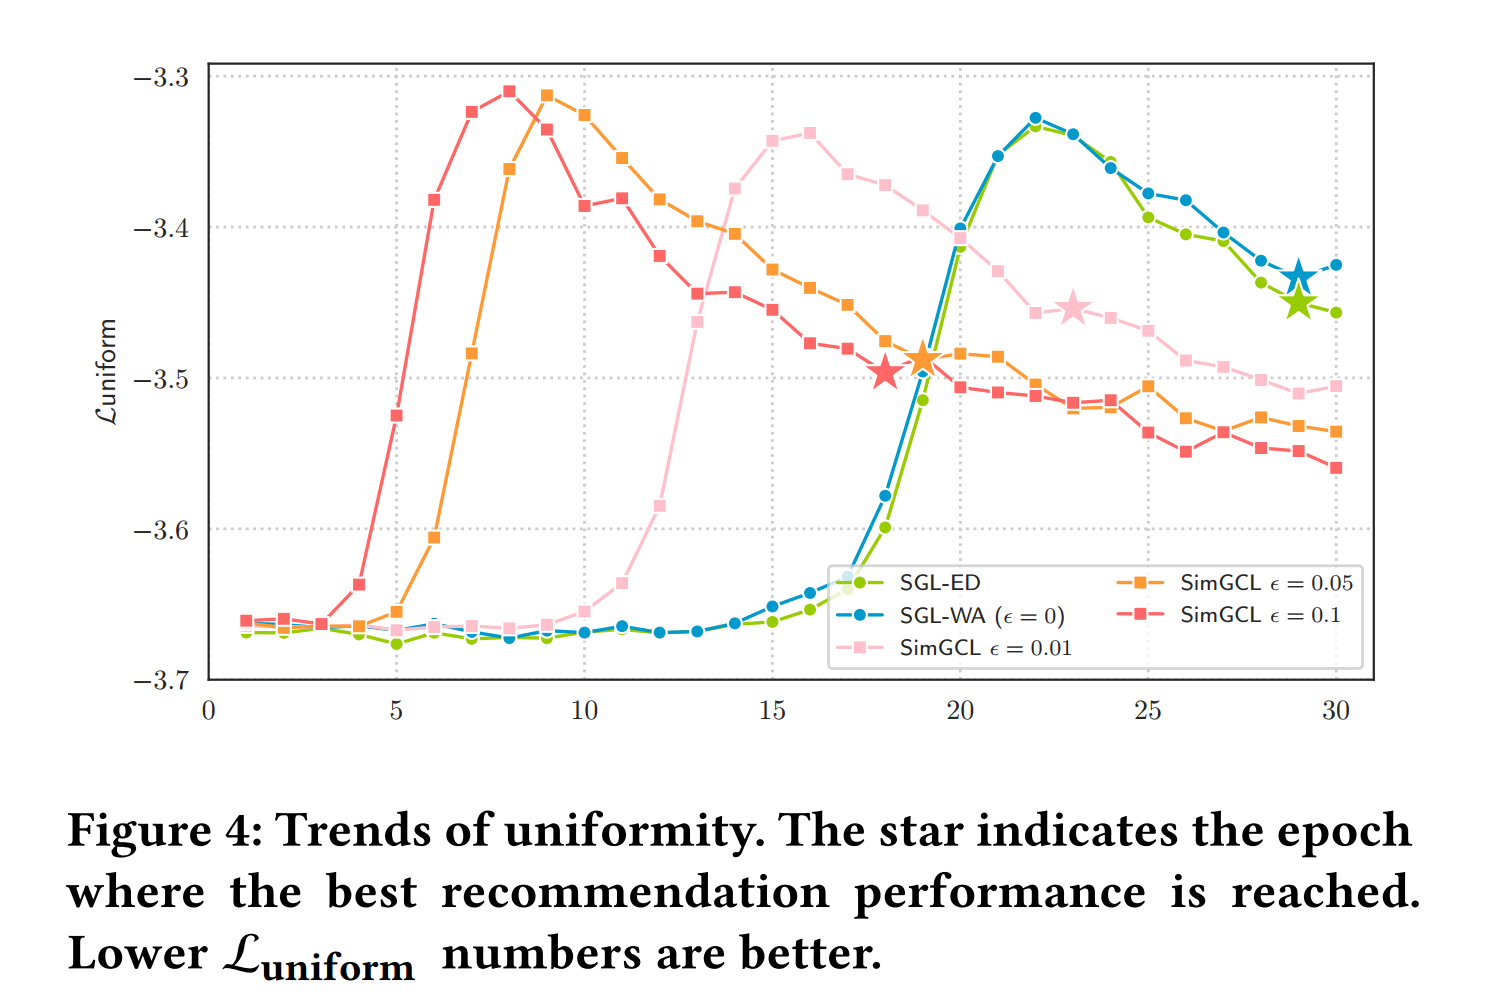 −3.3
−3.4
−3.5
−3.6
−3.7
ℒuniform
0 5 10 15 20 25 30
SGL-ED
SGL-WA (ϵ = 0)
SimGCL ϵ = 0.01
SimGCL ϵ = 0.05
SimGCL ϵ = 0.1
Figure 4: Trends of uniformity. The star indicates the epoch
where the best recommendation performance is reached.
Lower ℒuniform numbers are better.